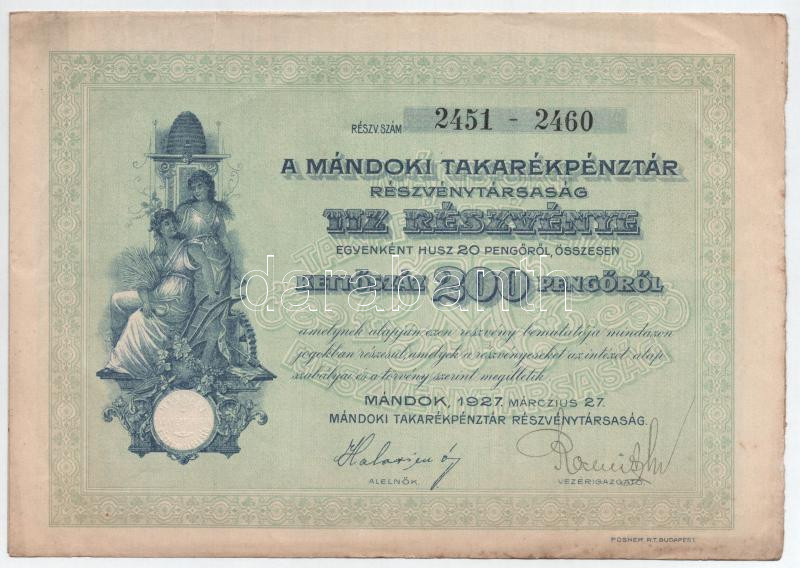 RÉSZV. SZÁM 2451 - 2460
A MÁNDOKI TAKARÉKPÉNZTÁR
RÉSZVÉNYTÁRSASÁG
TIZ RÉSZVÉNYE
EGYENKÉNT HUSZ 20 PENGŐRŐL, ÖSSZESEN
KETTŐSZÁZ 200 PENGŐRŐL
amelynek alapján ezen részvény bemutatója mindazon
jogokban részesül, amelyek a részvényeseket az intézet alap-
szabályai és a törvény szerint megilletik.
MÁNDOK, 1927. MÁRCZIUS 27.
MÁNDOKI TAKARÉKPÉNZTÁR RÉSZVÉNYTÁRSASÁG.
ALELNÖK. VEZÉRIGAZGATÓ.
POSNER R.T. BUDAPEST.
darabanth